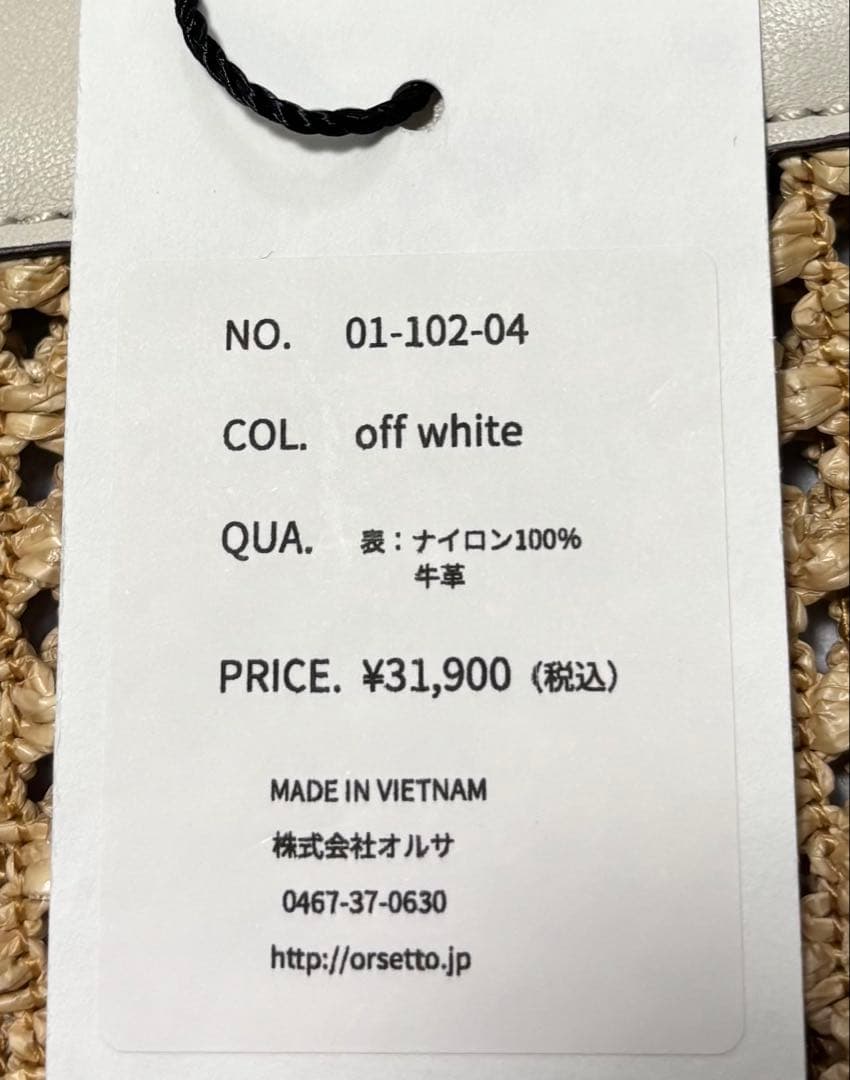 NO. 01-102-04
COL. off white
QUA. 表：ナイロン100%
牛革
PRICE. ¥31,900（税込）
MADE IN VIETNAM
株式会社オルサ
0467-37-0630
http://orsetto.jp